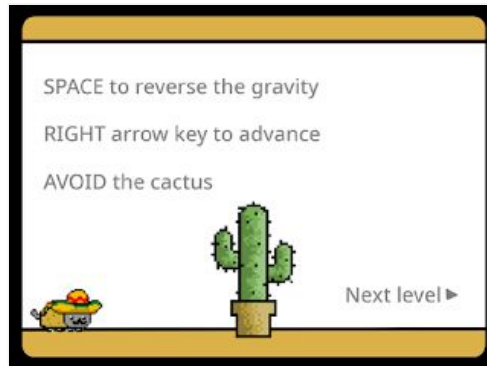 SPACE to reverse the gravity
RIGHT arrow key to advance
AVOID the cactus
Next level ▶